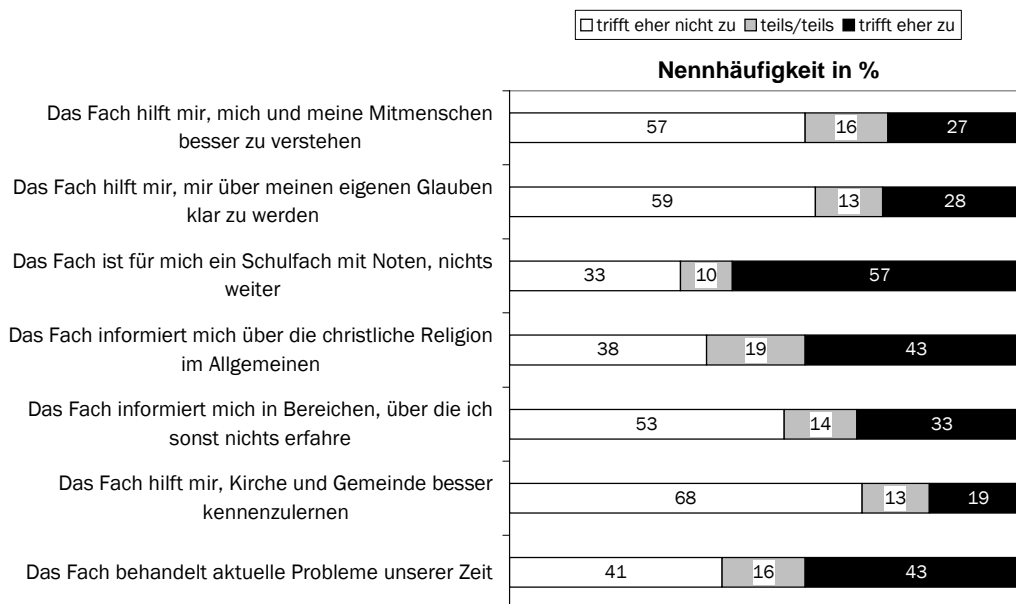 trifft eher nicht zu teils/teils trifft eher zu
Nennhäufigkeit in %
Das Fach hilft mir, mich und meine Mitmenschen
besser zu verstehen
57 16 27
Das Fach hilft mir, mir über meinen eigenen Glauben
klar zu werden
59 13 28
Das Fach ist für mich ein Schulfach mit Noten, nichts
weiter
33 10 57
Das Fach informiert mich über die christliche Religion
im Allgemeinen
38 19 43
Das Fach informiert mich in Bereichen, über die ich
sonst nichts erfahre
53 14 33
Das Fach hilft mir, Kirche und Gemeinde besser
kennenzulernen
68 13 19
Das Fach behandelt aktuelle Probleme unserer Zeit
41 16 43